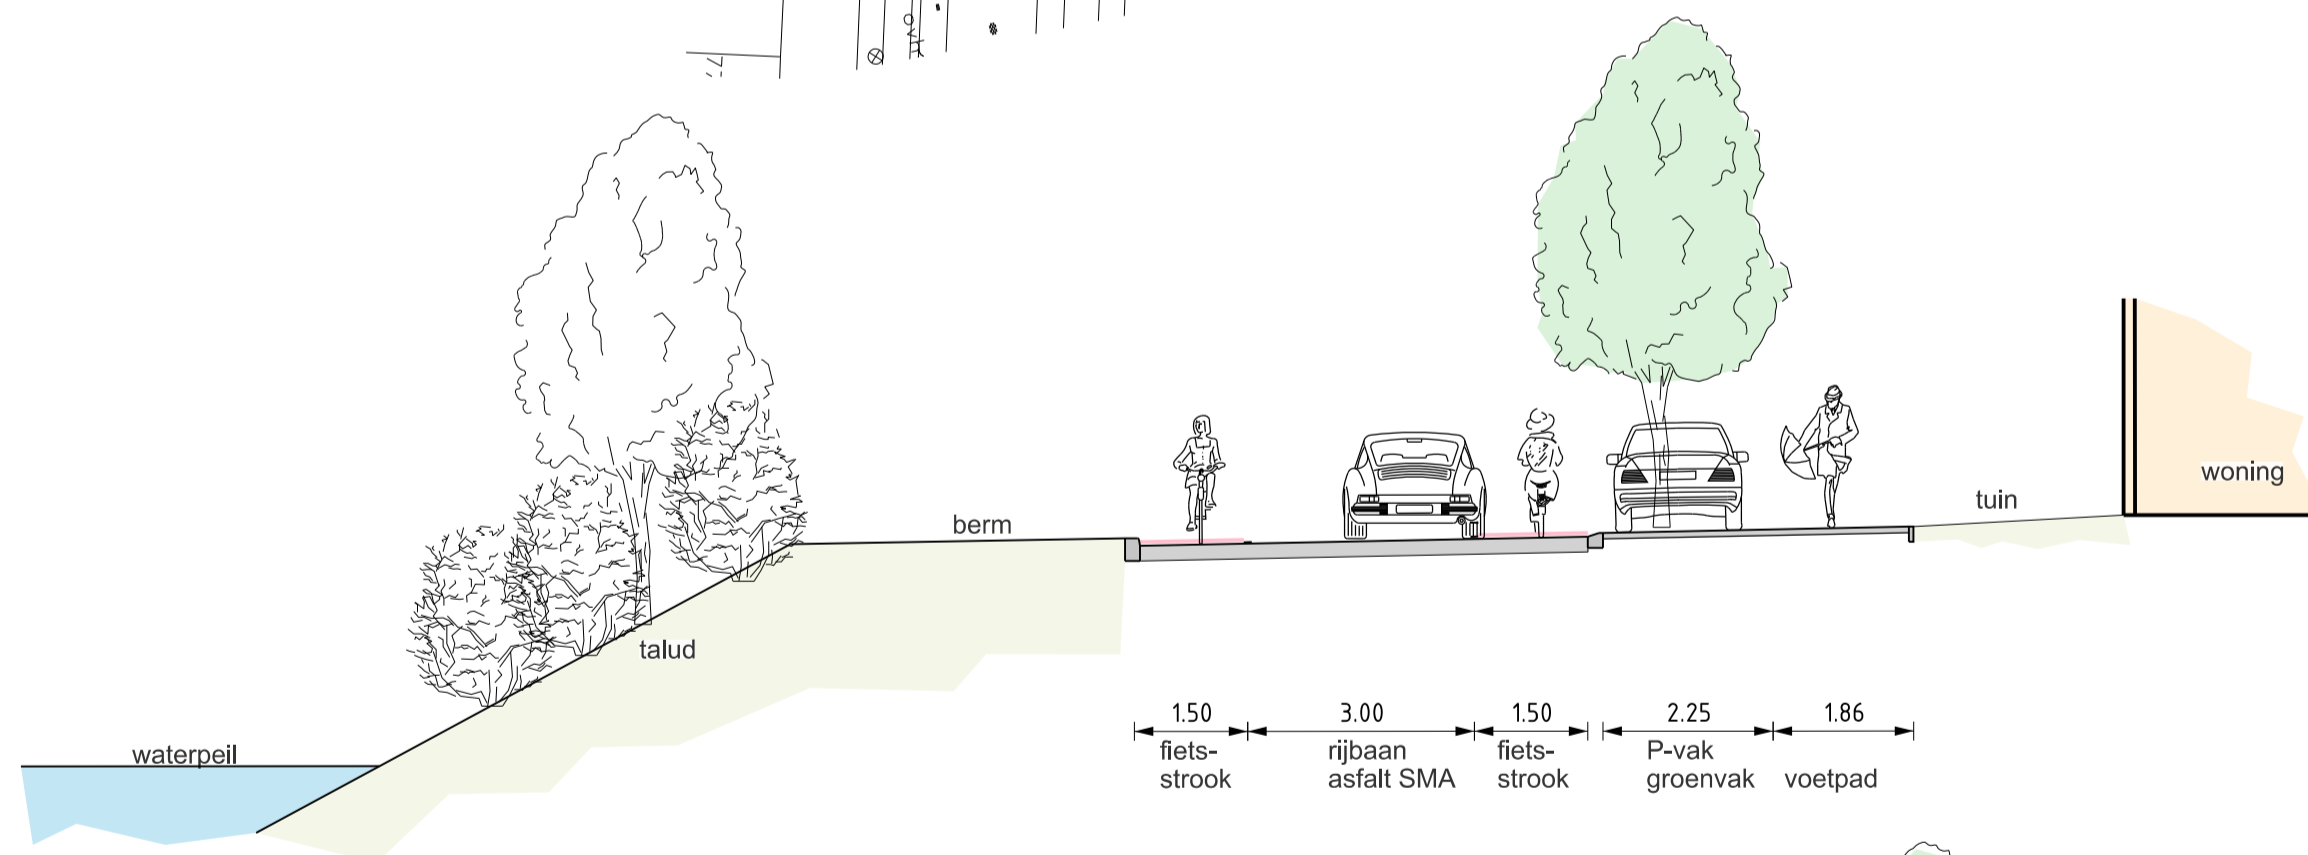 ovk
berm
tuin
woning
talud
waterpeil
1.50
3.00
1.50
2.25
1.86
fiets-
strook
rijbaan
asfalt SMA
fiets-
strook
P-vak
groenvak
voetpad